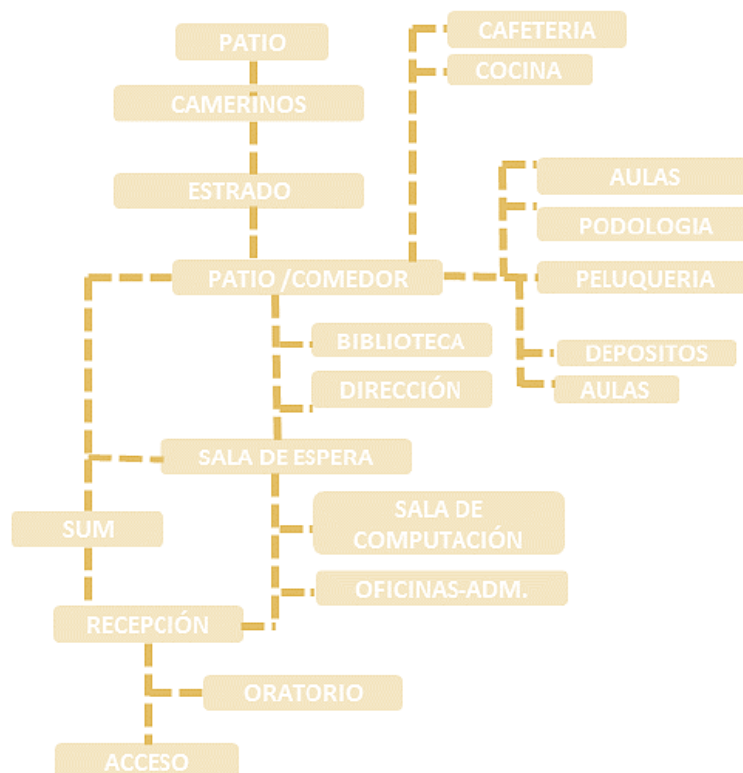 PATIO
CAFETERIA
COCINA
CAMERINOS
ESTRADO
AULAS
PODOLOGIA
PATIO /COMEDOR
PELUQUERIA
BIBLIOTECA
DEPOSITOS
DIRECCIÓN
AULAS
SALA DE ESPERA
SALA DE
COMPUTACIÓN
SUM
OFICINAS-ADM.
RECEPCIÓN
ORATORIO
ACCESO